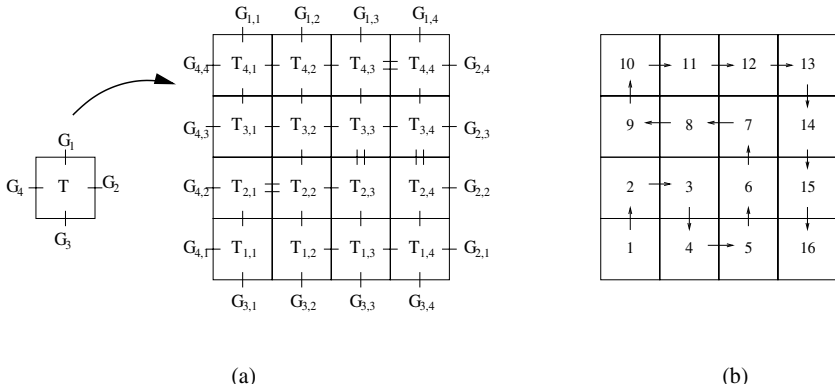 G1,1 G1,2 G1,3 G1,4
G4,4 T4,1 T4,2 T4,3 T4,4 G2,4
G4,3 T3,1 T3,2 T3,3 T3,4 G2,3
G4,2 T2,1 T2,2 T2,3 T2,4 G2,2
G4,1 T1,1 T1,2 T1,3 T1,4 G2,1
G3,1 G3,2 G3,3 G3,4
G1
G4 T G2
G3
(a)
10 11 12 13
9 8 7 14
2 3 6 15
1 4 5 16
(b)